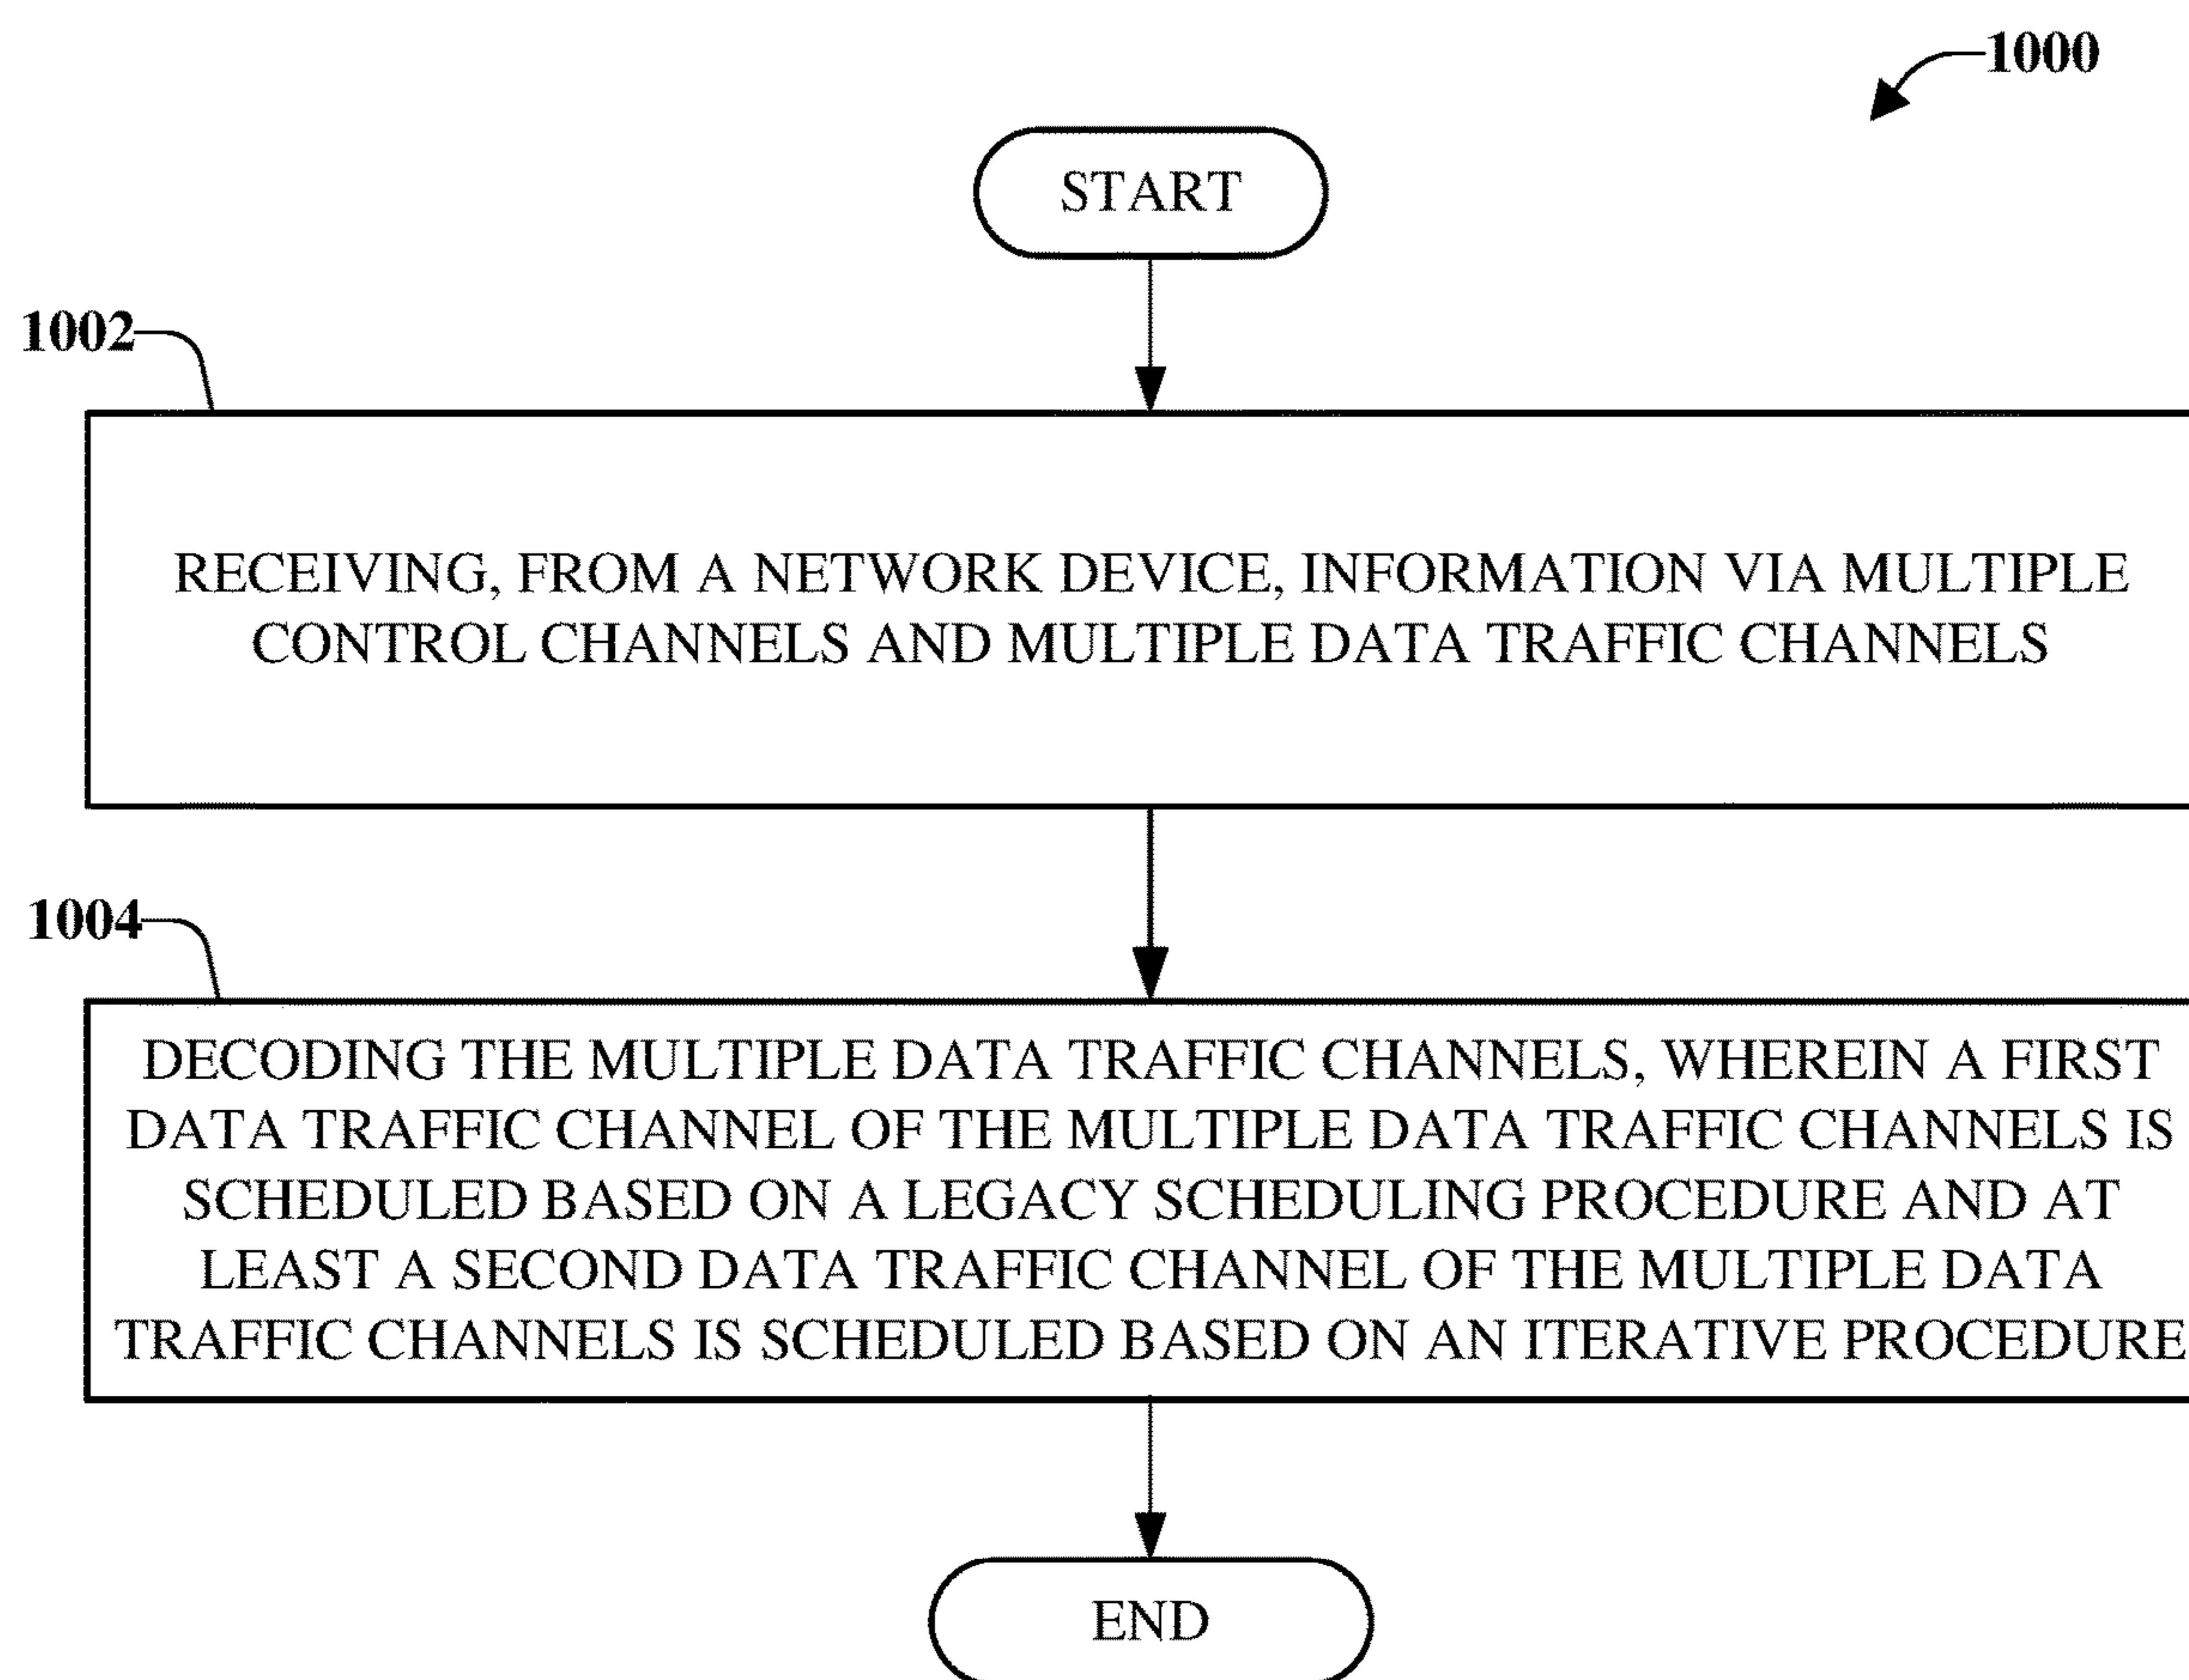 1000
START
1002
RECEIVING, FROM A NETWORK DEVICE, INFORMATION VIA MULTIPLE
CONTROL CHANNELS AND MULTIPLE DATA TRAFFIC CHANNELS
1004
DECODING THE MULTIPLE DATA TRAFFIC CHANNELS, WHEREIN A FIRST
DATA TRAFFIC CHANNEL OF THE MULTIPLE DATA TRAFFIC CHANNELS IS
SCHEDULED BASED ON A LEGACY SCHEDULING PROCEDURE AND AT
LEAST A SECOND DATA TRAFFIC CHANNEL OF THE MULTIPLE DATA
TRAFFIC CHANNELS IS SCHEDULED BASED ON AN ITERATIVE PROCEDURE
END